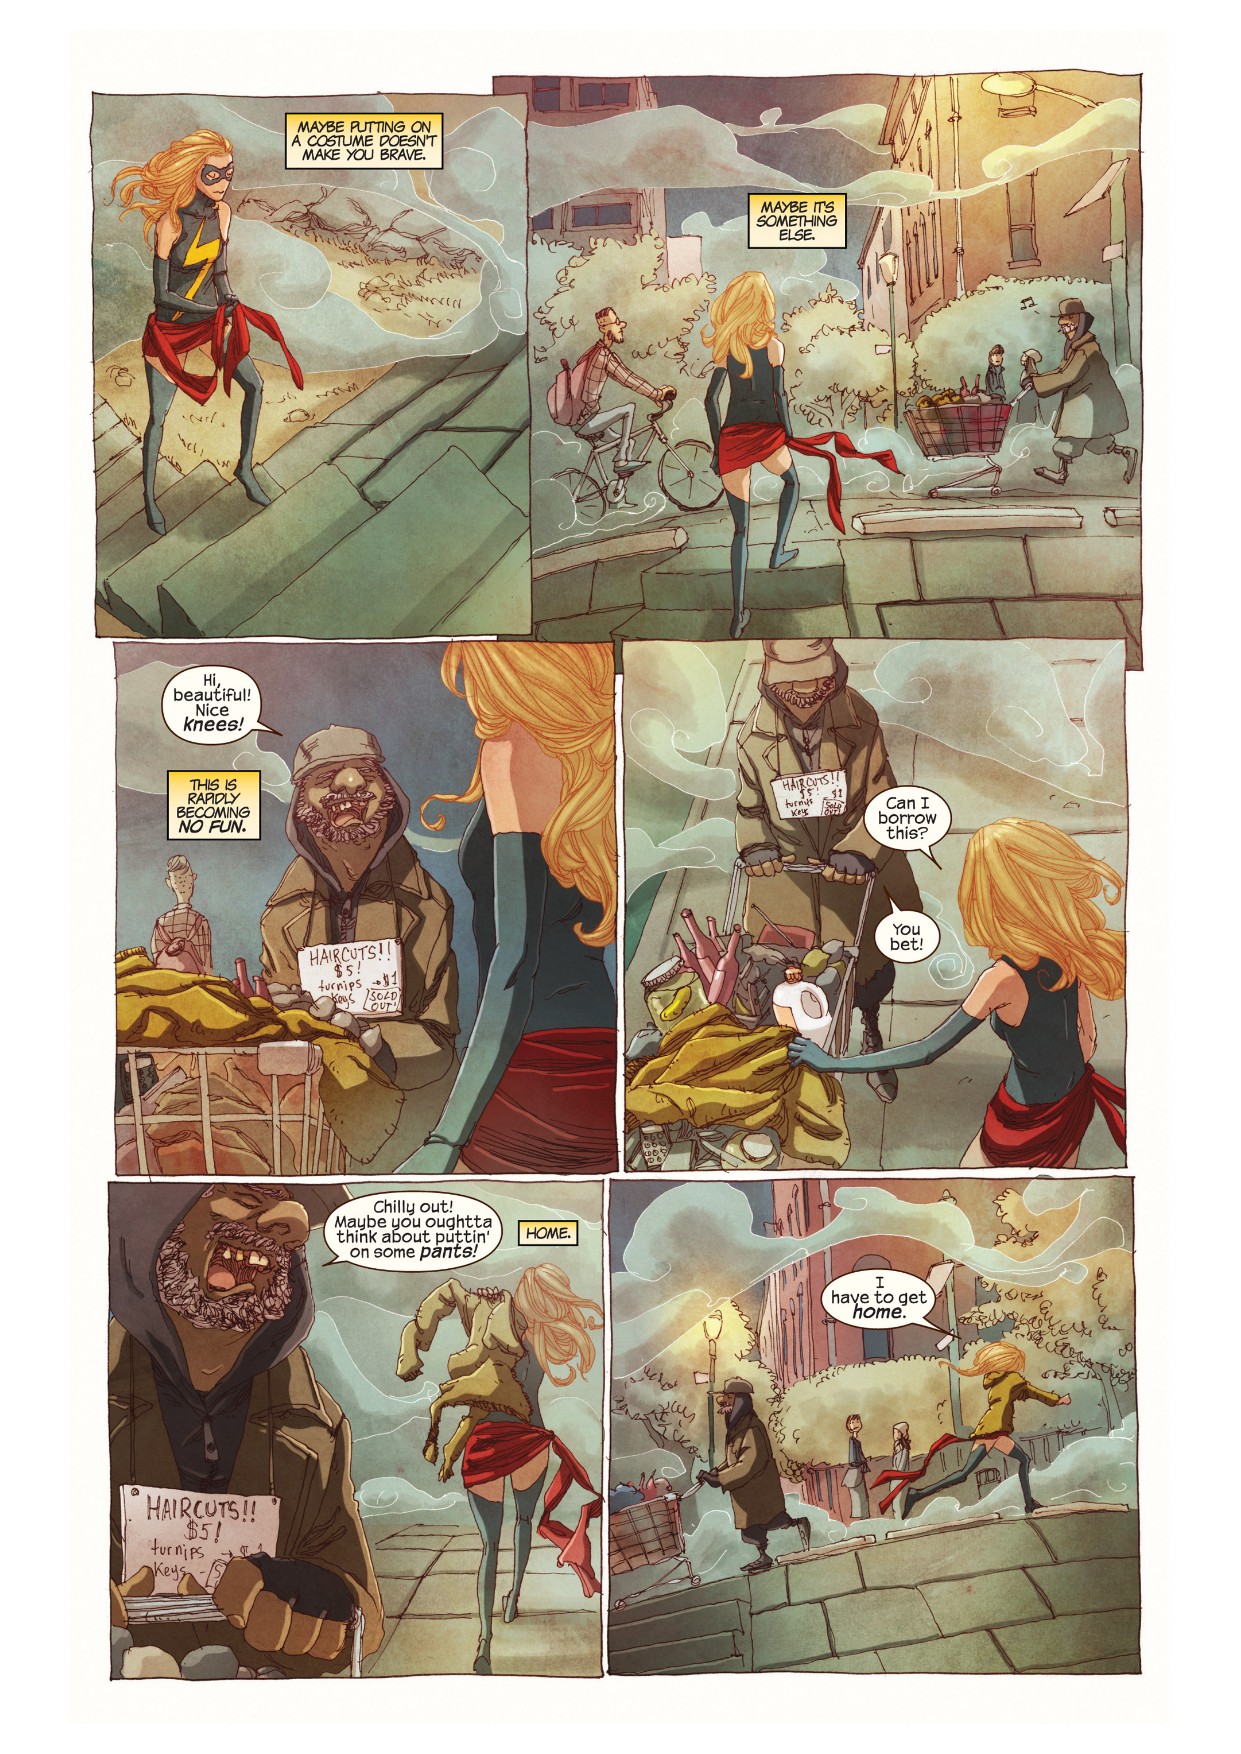 MAYBE PUTTING ON
A COSTUME DOESN'T
MAKE YOU BRAVE.
MAYBE IT'S
SOMETHING
ELSE.
Hi,
beautiful!
Nice
knees!
THIS IS
RAPIDLY
BECOMING
NO FUN.
HAIRCUTS!!
$5!
turnips → $1
Keys SOLD
OUT!
HAIRCUTS!!
$5! - $1
turnips SOLD
Keys OUT!
Can I
borrow
this?
You
bet!
Chilly out!
Maybe you oughtta
think about puttin'
on some pants!
HOME.
HAIRCUTS!!
$5!
turnips →
Keys -
I
have to get
home.